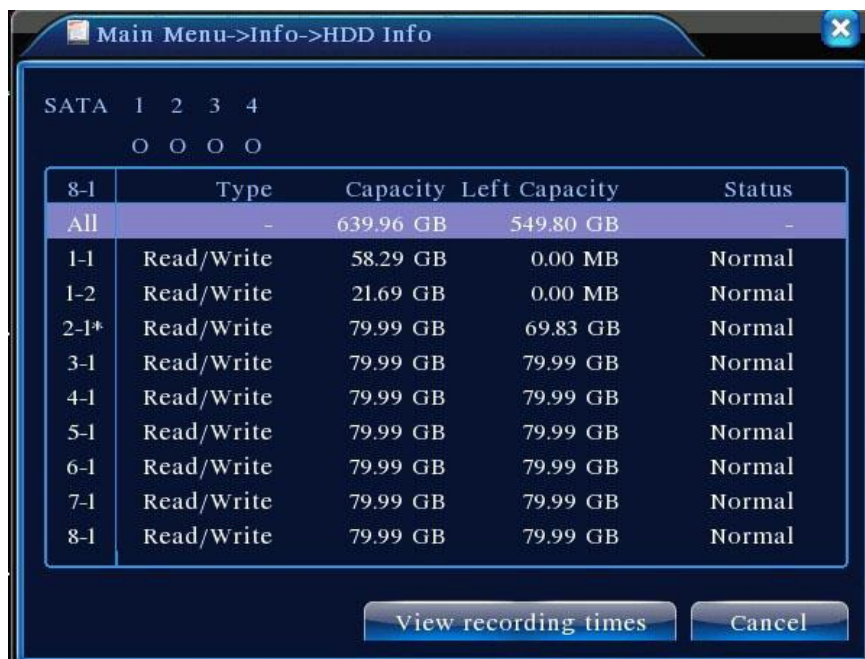 Main Menu->Info->HDD Info
SATA 1 2 3 4
O O O O
8-1 Type Capacity Left Capacity Status
All - 639.96 GB 549.80 GB -
1-1 Read/Write 58.29 GB 0.00 MB Normal
1-2 Read/Write 21.69 GB 0.00 MB Normal
2-1* Read/Write 79.99 GB 69.83 GB Normal
3-1 Read/Write 79.99 GB 79.99 GB Normal
4-1 Read/Write 79.99 GB 79.99 GB Normal
5-1 Read/Write 79.99 GB 79.99 GB Normal
6-1 Read/Write 79.99 GB 79.99 GB Normal
7-1 Read/Write 79.99 GB 79.99 GB Normal
8-1 Read/Write 79.99 GB 79.99 GB Normal
View recording times Cancel